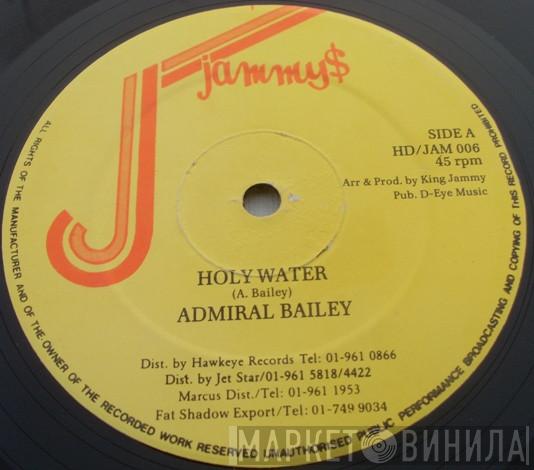 jammy$
SIDE A
HD/JAM 006
45 rpm
Arr & Prod. by King Jammy
Pub. D-Eye Music
HOLY WATER
(A. Bailey)
ADMIRAL BAILEY
Dist. by Hawkeye Records Tel: 01-961 0866
Dist. by Jet Star/01-961 5818/4422
Marcus Dist./Tel: 01-961 1953
Fat Shadow Export/Tel: 01-749 9034
ALL RIGHTS OF THE MANUFACTURER AND OF THE OWNER OF THE RECORDED WORK RESERVED UNAUTHORISED PUBLIC PERFORMANCE BROADCASTING AND COPYING OF THIS RECORD PROHIBITED
МАРКЕТ ВИНИЛА